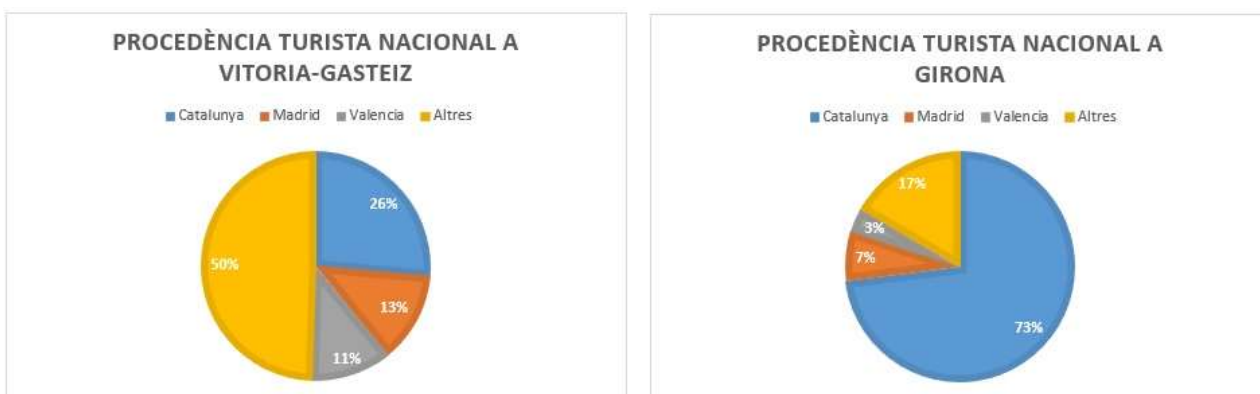 PROCEDÈNCIA TURISTA NACIONAL A
VITORIA-GASTEIZ
Catalunya Madrid Valencia Altres
26%
50%
13%
11%
PROCEDÈNCIA TURISTA NACIONAL A
GIRONA
Catalunya Madrid Valencia Altres
17%
3%
7%
73%